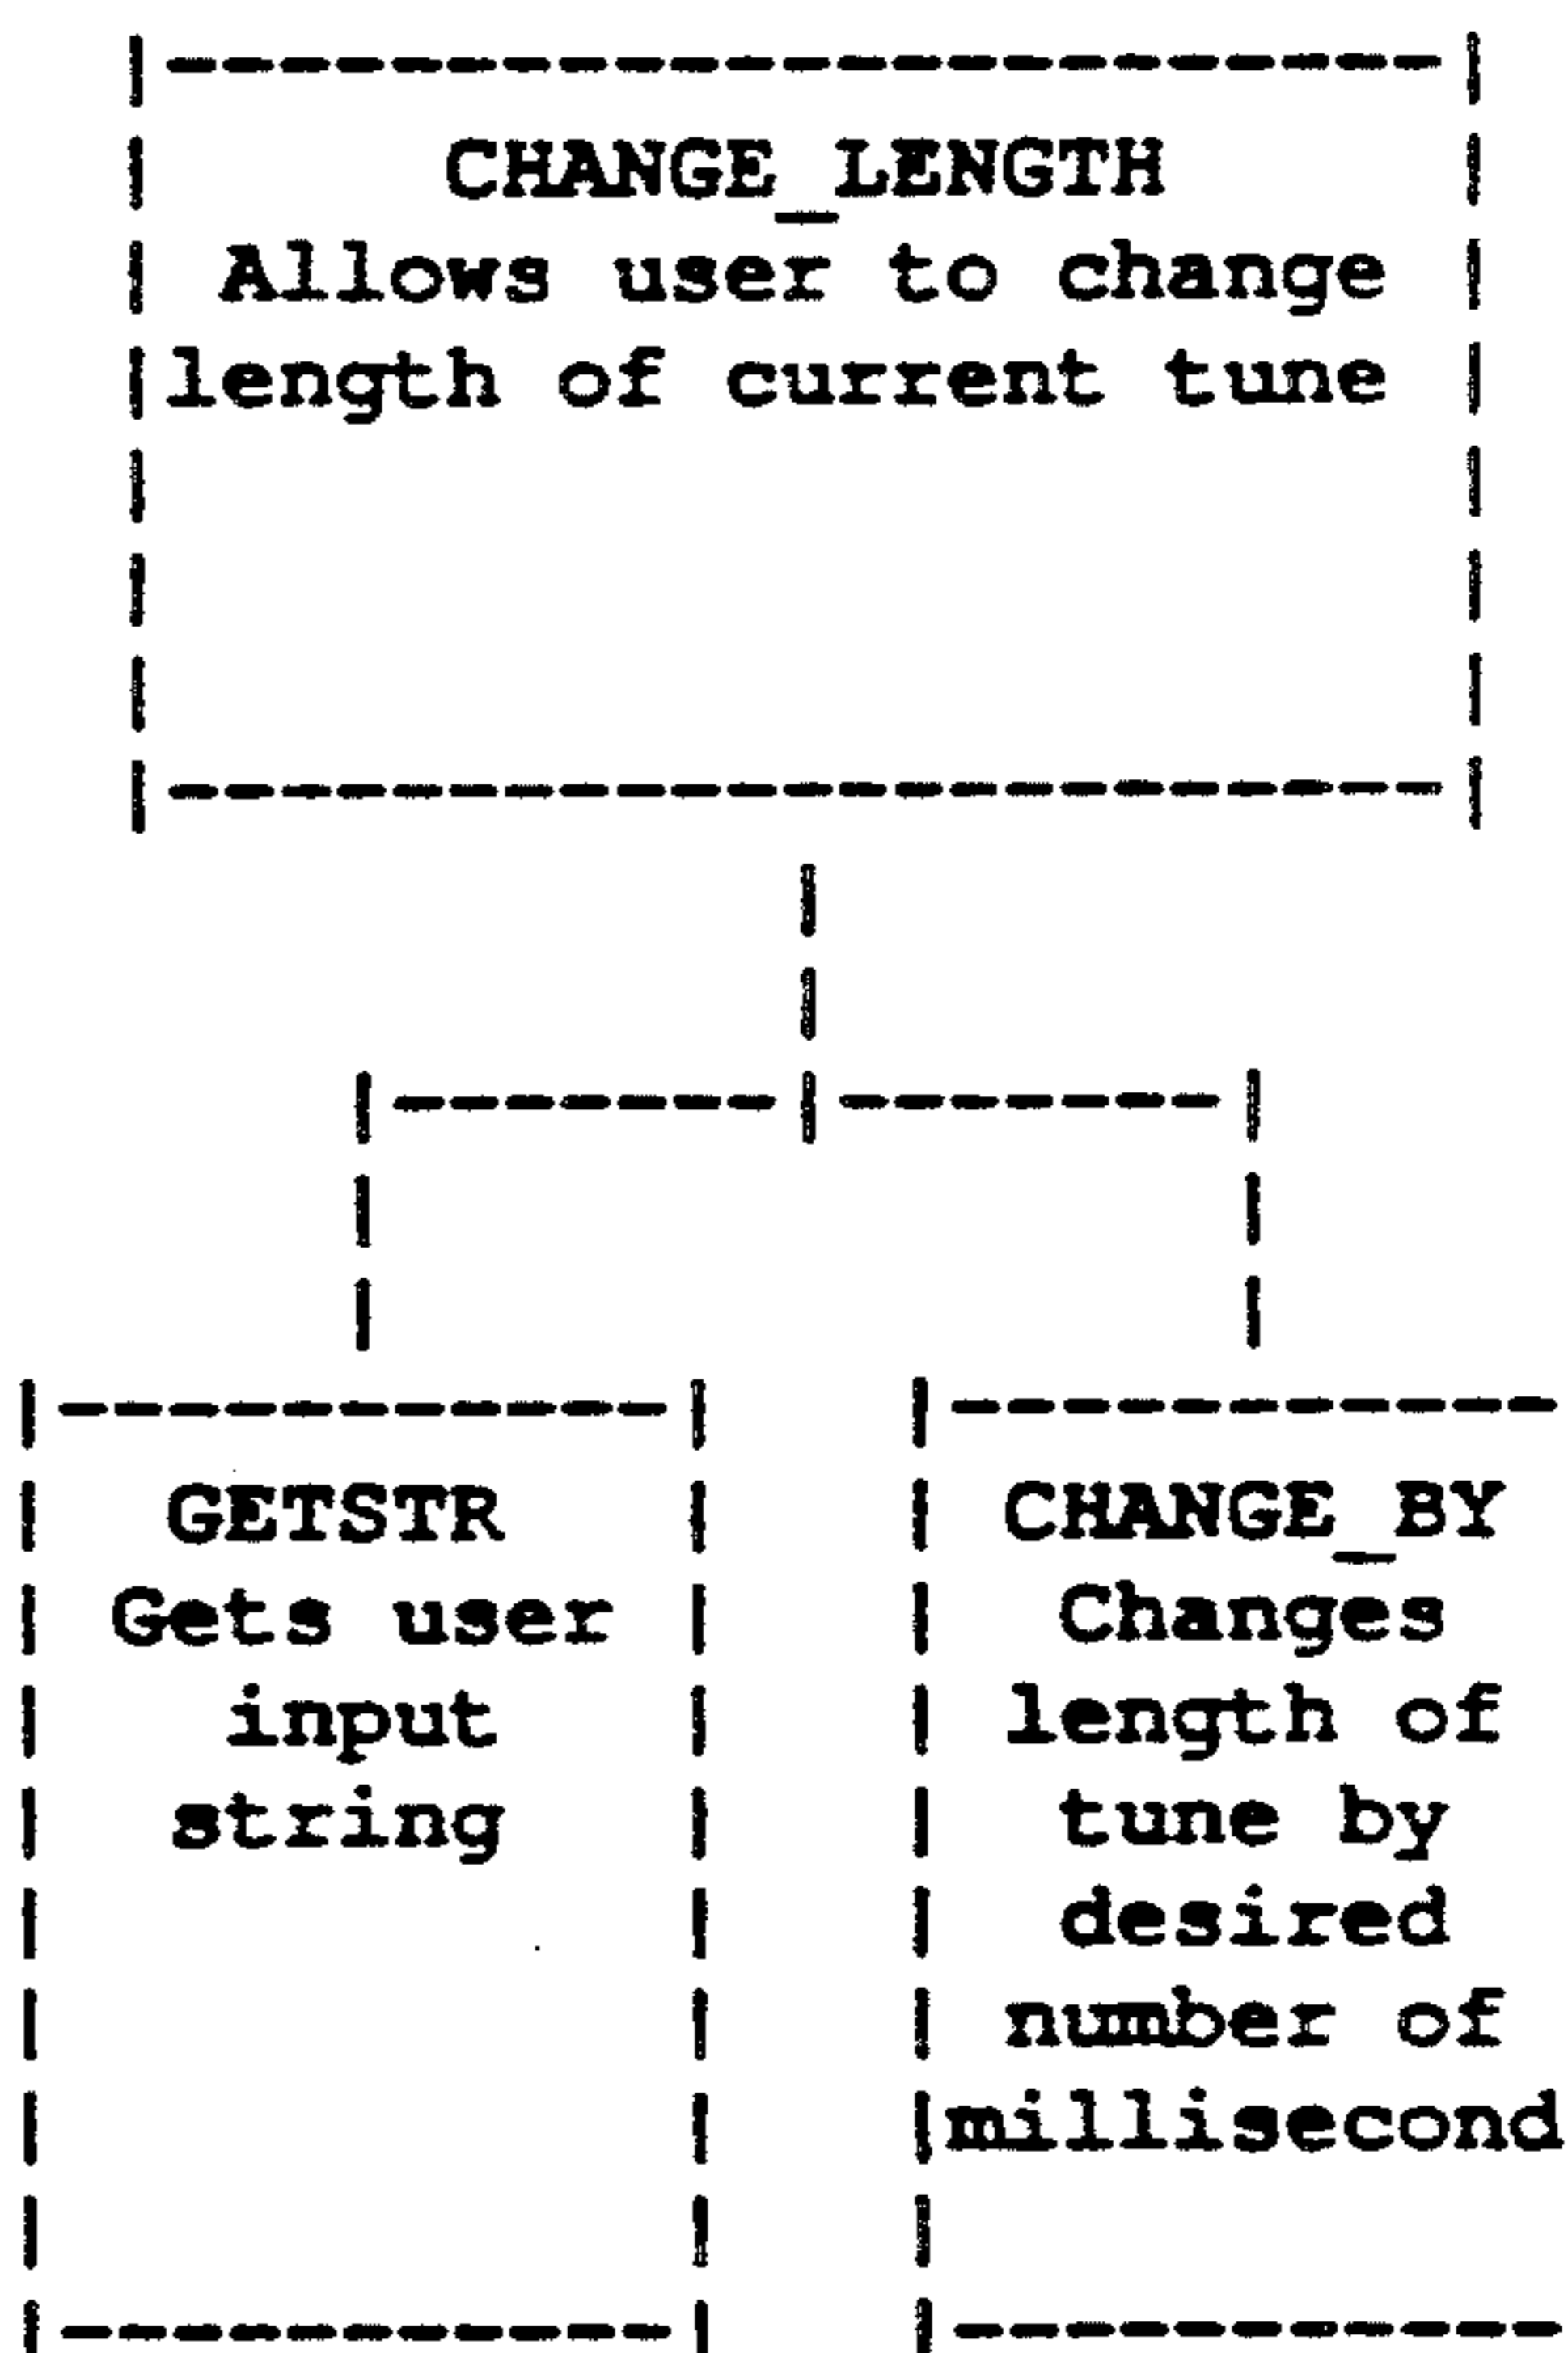 CHANGE_LENGTH
Allows user to change
length of current tune
GETSTR
Gets user
input
string
CHANGE_BY
Changes
length of
tune by
desired
number of
millisecond